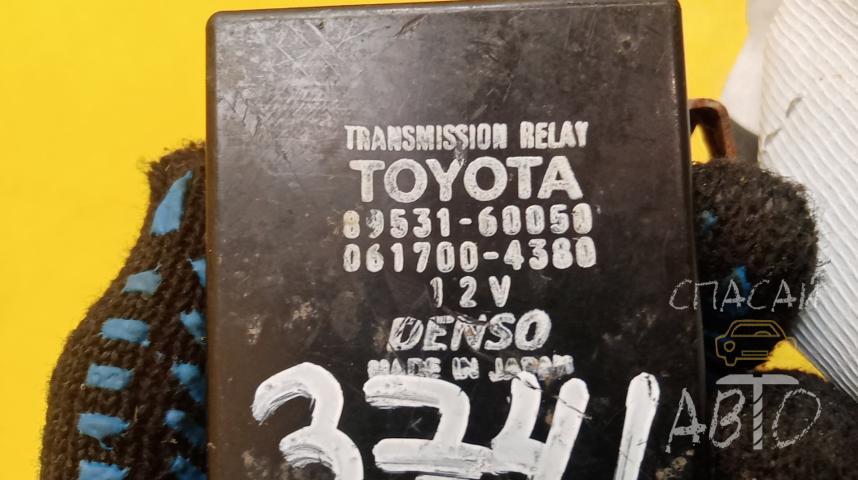 TRANSMISSION RELAY
TOYOTA
89531-60050
061700-4380
12V
DENSO
MADE IN JAPAN
3741
СПАСАЙ
АВТО